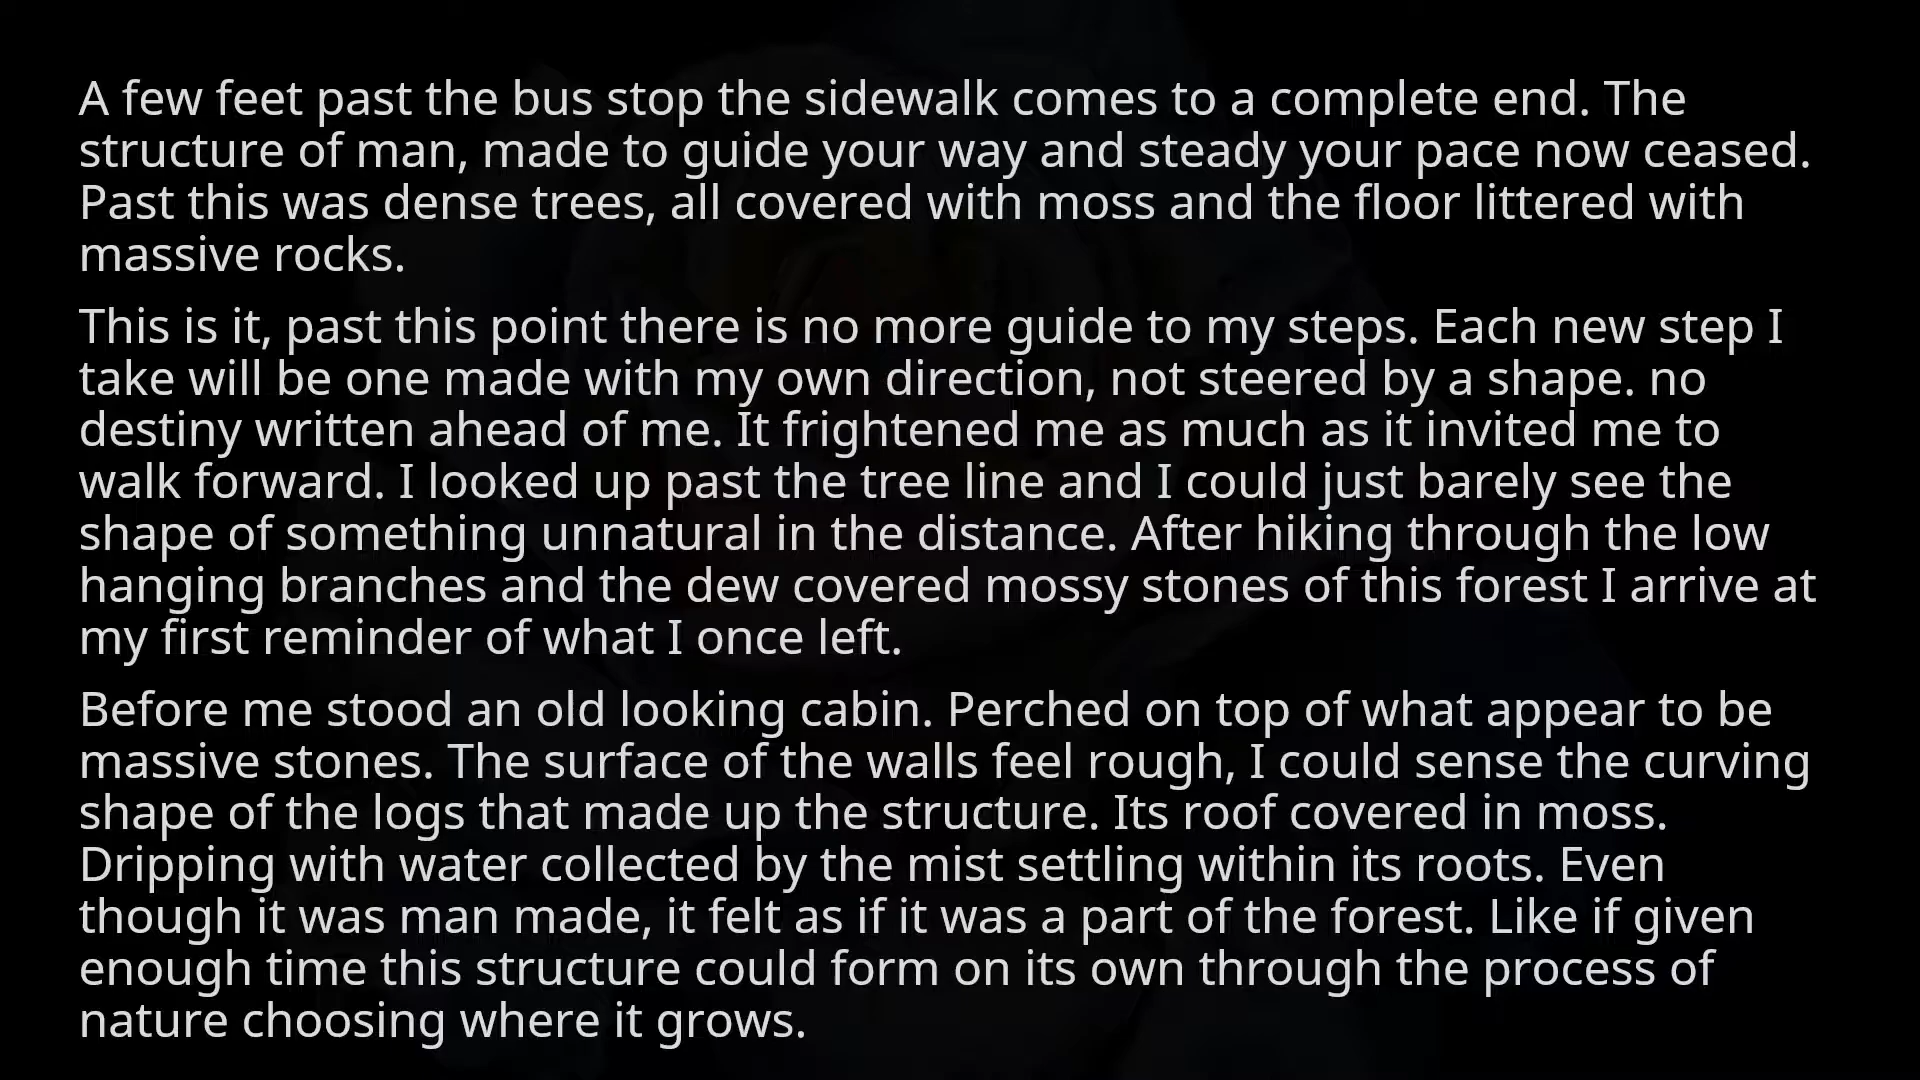 A few feet past the bus stop the sidewalk comes to a complete end. The
structure of man, made to guide your way and steady your pace now ceased.
Past this was dense trees, all covered with moss and the floor littered with
massive rocks.
This is it, past this point there is no more guide to my steps. Each new step I
take will be one made with my own direction, not steered by a shape. no
destiny written ahead of me. It frightened me as much as it invited me to
walk forward. I looked up past the tree line and I could just barely see the
shape of something unnatural in the distance. After hiking through the low
hanging branches and the dew covered mossy stones of this forest I arrive at
my first reminder of what I once left.
Before me stood an old looking cabin. Perched on top of what appear to be
massive stones. The surface of the walls feel rough, I could sense the curving
shape of the logs that made up the structure. Its roof covered in moss.
Dripping with water collected by the mist settling within its roots. Even
though it was man made, it felt as if it was a part of the forest. Like if given
enough time this structure could form on its own through the process of
nature choosing where it grows.